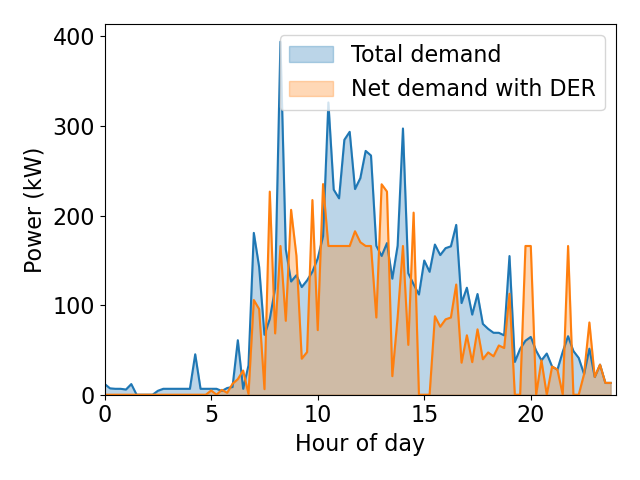 Total demand
Net demand with DER
Power (kW)
400
300
200
100
0
0 5 10 15 20
Hour of day